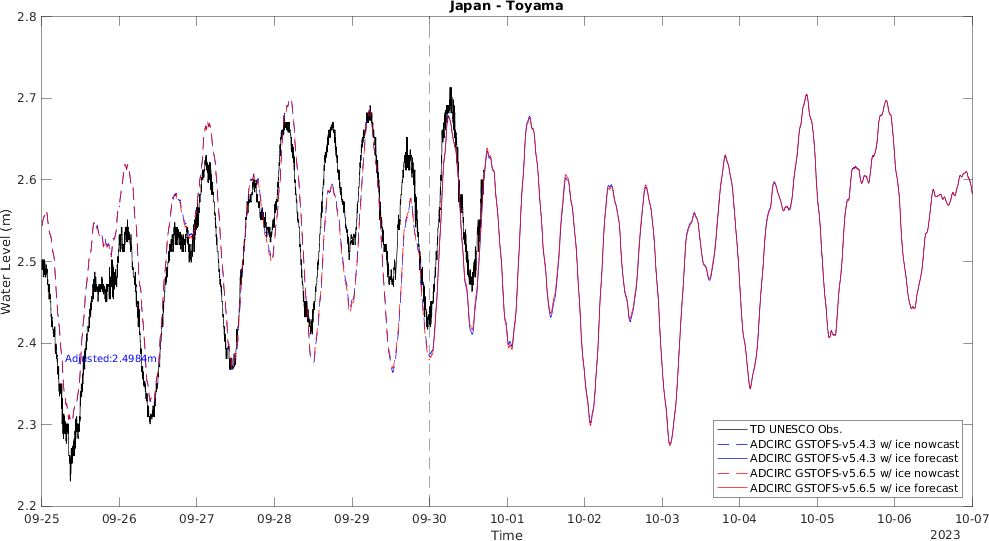 Japan - Toyama
2.8
2.7
2.6
2.5
2.4
2.3
2.2
Water Level (m)
Adjusted:2.4984m
TD UNESCO Obs.
ADCIRC GSTOFS-v5.4.3 w/ ice nowcast
ADCIRC GSTOFS-v5.4.3 w/ ice forecast
ADCIRC GSTOFS-v5.6.5 w/ ice nowcast
ADCIRC GSTOFS-v5.6.5 w/ ice forecast
09-25 09-26 09-27 09-28 09-29 09-30 10-01 10-02 10-03 10-04 10-05 10-06 10-07
Time
2023